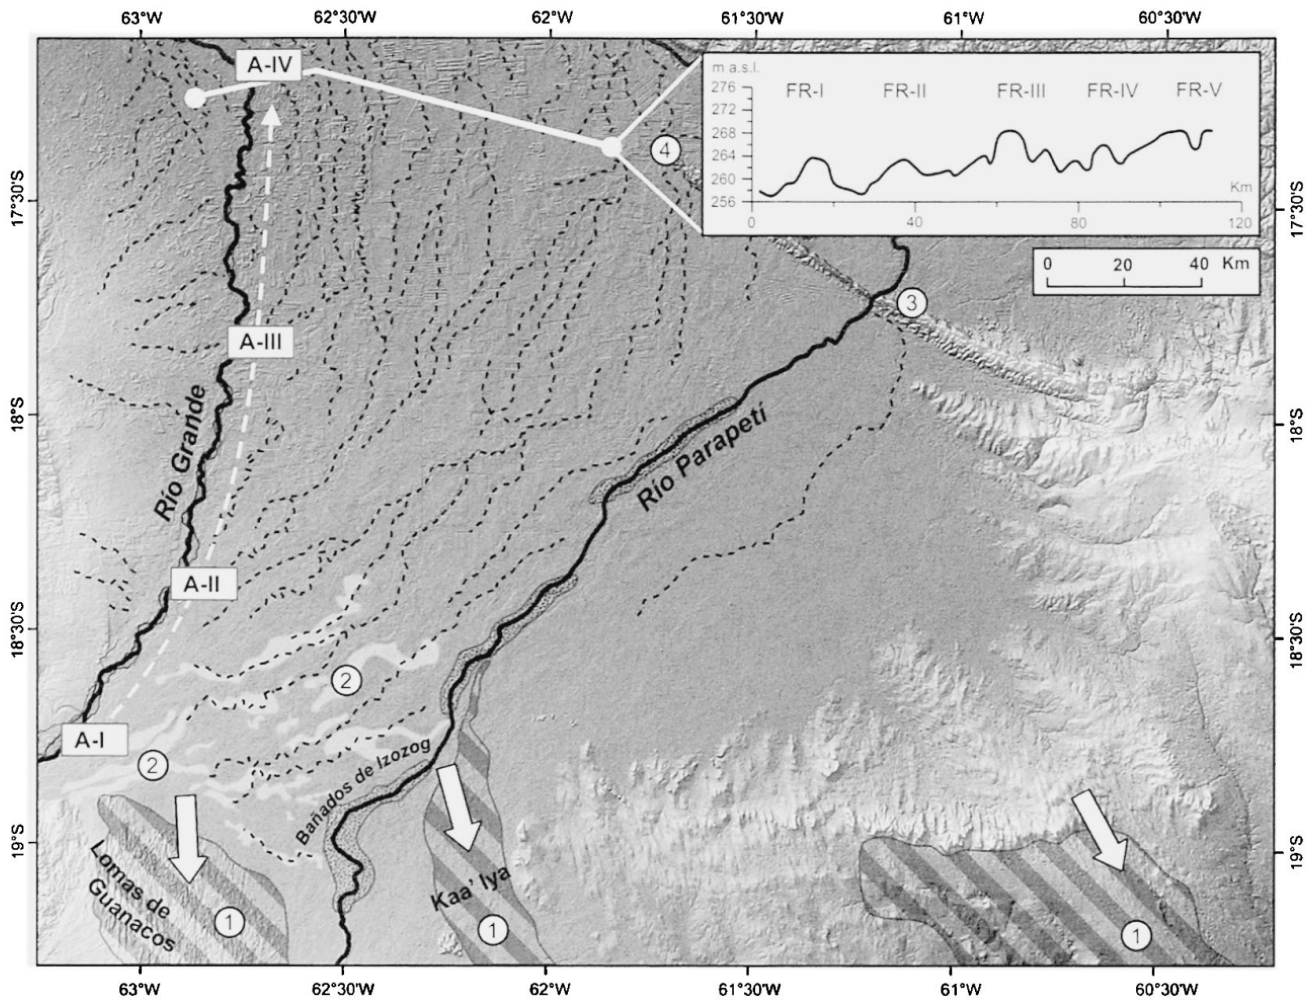 63°W 62°30'W 62°W 61°30'W 61°W 60°30'W
A-IV
m a.s.l.
276
272
268
264
260
256
FR-I FR-II FR-III FR-IV FR-V
Km
0 40 80 120
4
17°30'S
17°30'S
0 20 40 Km
3
A-III
18°S
18°S
Río Grande
Río Parapetí
A-II
18°30'S
18°30'S
2
A-I
2
Bañados de Izozog
19°S
19°S
Lomas de
Guanacos
Kaa' Iya
1
1
1
63°W 62°30'W 62°W 61°30'W 61°W 60°30'W